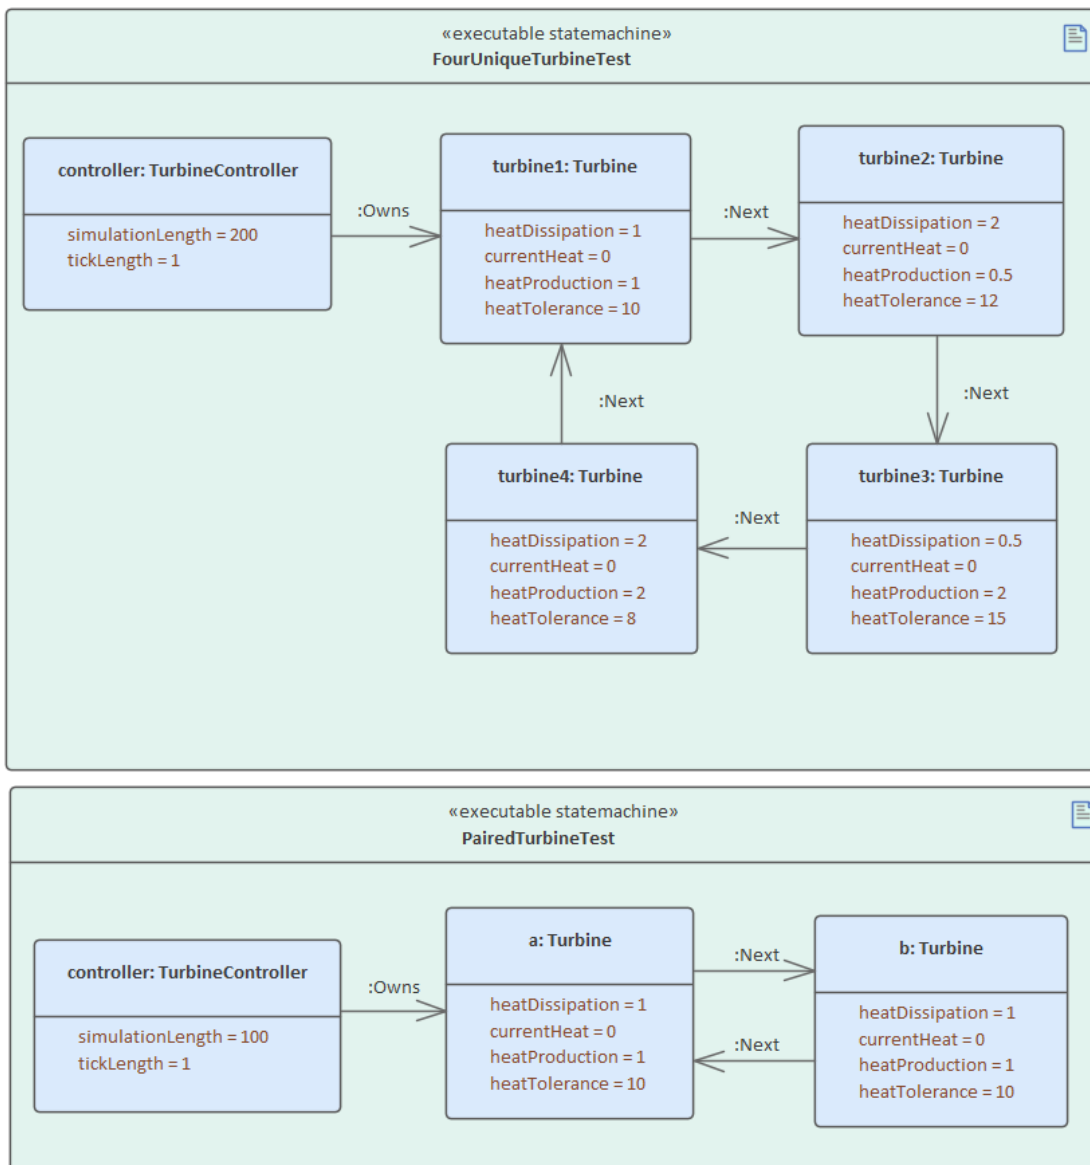 «executable statemachine»
FourUniqueTurbineTest
controller: TurbineController
simulationLength = 200
tickLength = 1
:Owns
turbine1: Turbine
heatDissipation = 1
currentHeat = 0
heatProduction = 1
heatTolerance = 10
:Next
turbine2: Turbine
heatDissipation = 2
currentHeat = 0
heatProduction = 0.5
heatTolerance = 12
:Next
:Next
turbine4: Turbine
heatDissipation = 2
currentHeat = 0
heatProduction = 2
heatTolerance = 8
:Next
turbine3: Turbine
heatDissipation = 0.5
currentHeat = 0
heatProduction = 2
heatTolerance = 15
«executable statemachine»
PairedTurbineTest
controller: TurbineController
simulationLength = 100
tickLength = 1
:Owns
a: Turbine
heatDissipation = 1
currentHeat = 0
heatProduction = 1
heatTolerance = 10
:Next
:Next
b: Turbine
heatDissipation = 1
currentHeat = 0
heatProduction = 1
heatTolerance = 10